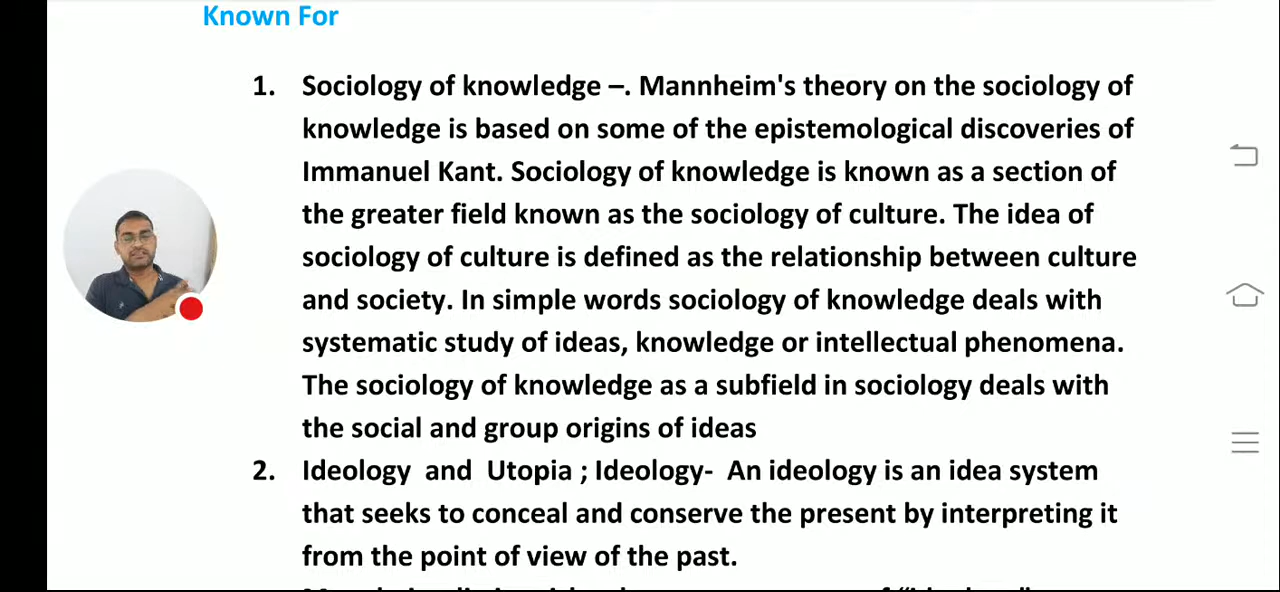 Known For
1. Sociology of knowledge –. Mannheim's theory on the sociology of
knowledge is based on some of the epistemological discoveries of
Immanuel Kant. Sociology of knowledge is known as a section of
the greater field known as the sociology of culture. The idea of
sociology of culture is defined as the relationship between culture
and society. In simple words sociology of knowledge deals with
systematic study of ideas, knowledge or intellectual phenomena.
The sociology of knowledge as a subfield in sociology deals with
the social and group origins of ideas
2. Ideology and Utopia ; Ideology- An ideology is an idea system
that seeks to conceal and conserve the present by interpreting it
from the point of view of the past.